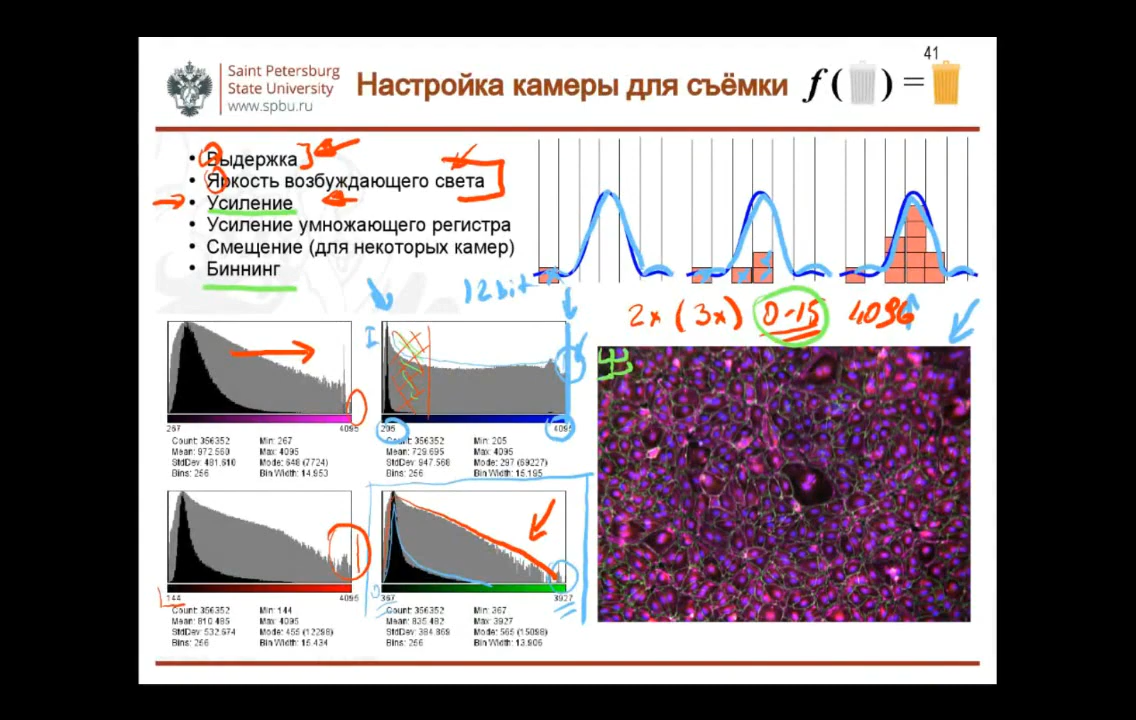 41
Saint Petersburg
State University
www.spbu.ru
Настройка камеры для съёмки
f( ) =
• Выдержка
• Яркость возбуждающего света
• Усиление
• Усиление умножающего регистра
• Смещение (для некоторых камер)
• Биннинг
12 bit
2x (3x) 0-15 4096
I
267 4095
Count: 356352 Min: 267
Mean: 972.569 Max: 4095
StdDev: 481.610 Mode: 648 (7724)
Bins: 256 Bin Width: 14.953
205 4095
Count: 356352 Min: 205
Mean: 729.695 Max: 4095
StdDev: 947.568 Mode: 297 (69227)
Bins: 256 Bin Width: 15.195
144 4095
Count: 356352 Min: 144
Mean: 810.485 Max: 4095
StdDev: 532.674 Mode: 455 (12298)
Bins: 256 Bin Width: 15.434
367 3927
Count: 356352 Min: 367
Mean: 835.482 Max: 3927
StdDev: 384.869 Mode: 565 (15098)
Bins: 256 Bin Width: 13.906